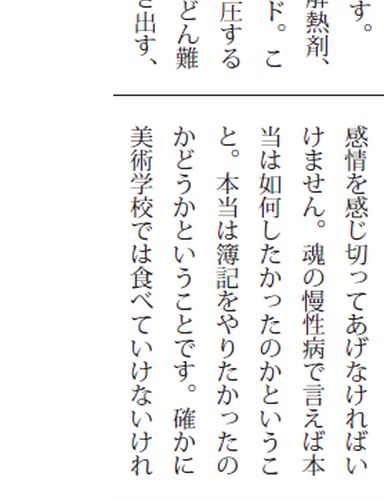 す。
解熱剤、
ド。こ
圧する
どん難
き出す、
感情を感じ切ってあげなければい
けません。魂の慢性病で言えば本
当は如何したかったのかというこ
と。本当は簿記をやりたかったの
かどうかということです。確かに
美術学校では食べていけないけれ